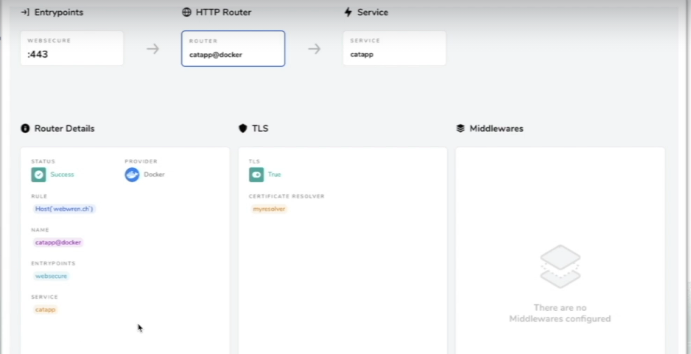 Entrypoints
HTTP Router
Service
WEBSECURE
:443
ROUTER
catapp@docker
SERVICE
catapp
Router Details
STATUS
Success
PROVIDER
Docker
RULE
Host(`webwren.ch`)
NAME
catapp@docker
ENTRYPOINTS
websecure
SERVICE
catapp
TLS
TLS
True
CERTIFICATE RESOLVER
myresolver
Middlewares
There are no
Middlewares configured